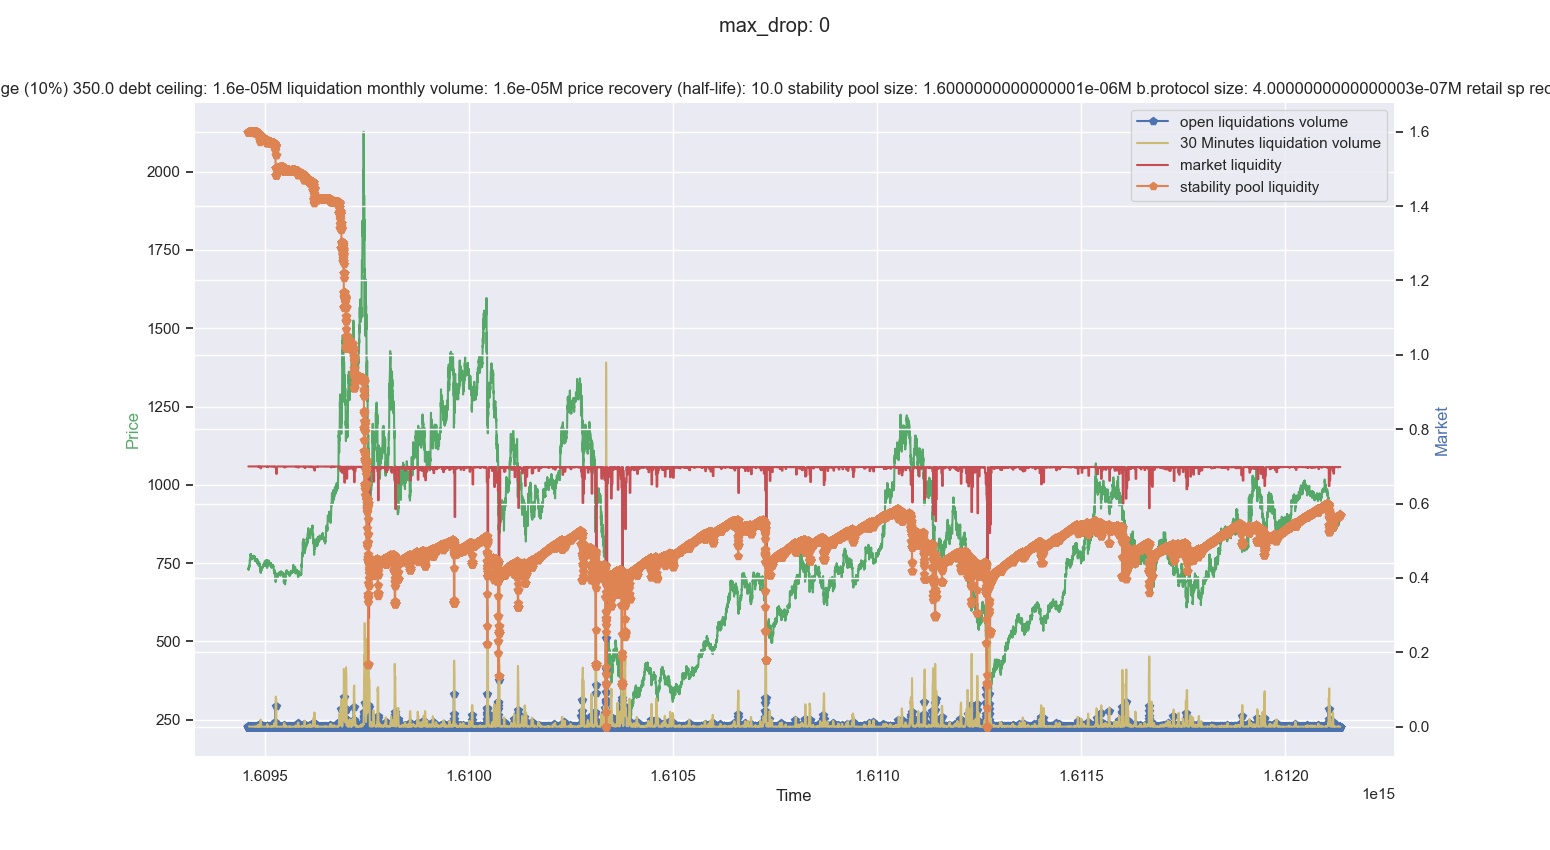 max_drop: 0
ge (10%) 350.0 debt ceiling: 1.6e-05M liquidation monthly volume: 1.6e-05M price recovery (half-life): 10.0 stability pool size: 1.6000000000000001e-06M b.protocol size: 4.0000000000000003e-07M retail sp rec
open liquidations volume
30 Minutes liquidation volume
market liquidity
stability pool liquidity
2000
1750
1500
1250
1000
750
500
250
Price
1.6
1.4
1.2
1.0
0.8
0.6
0.4
0.2
0.0
Market
1.6095 1.6100 1.6105 1.6110 1.6115 1.6120
1e15
Time